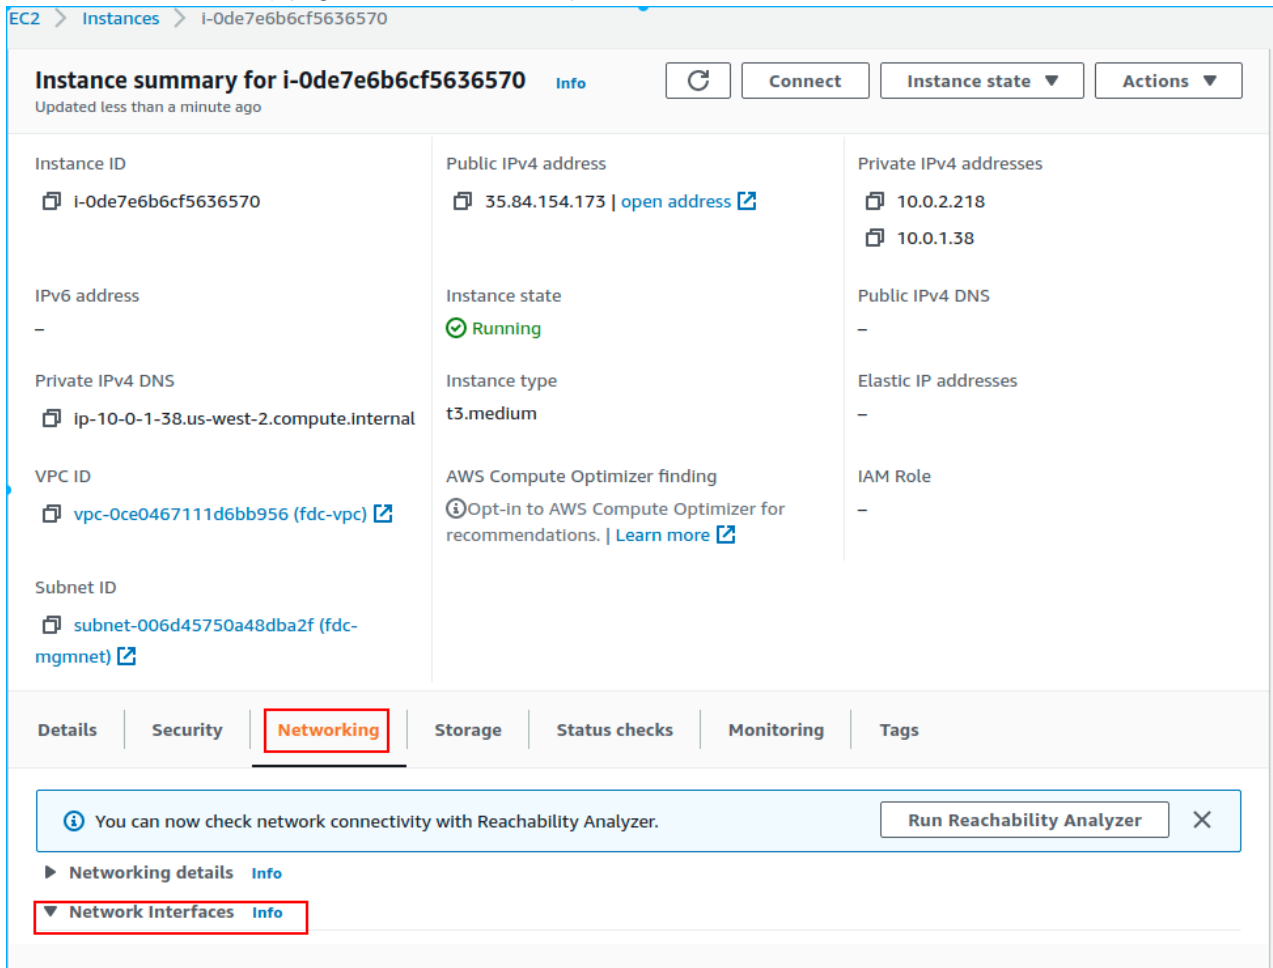 EC2 > Instances > i-0de7e6b6cf5636570
Instance summary for i-0de7e6b6cf5636570 Info
Connect
Instance state ▼
Actions ▼
Updated less than a minute ago
Instance ID
i-0de7e6b6cf5636570
Public IPv4 address
35.84.154.173 | open address
Private IPv4 addresses
10.0.2.218
10.0.1.38
IPv6 address
–
Instance state
Running
Public IPv4 DNS
–
Private IPv4 DNS
ip-10-0-1-38.us-west-2.compute.internal
Instance type
t3.medium
Elastic IP addresses
–
VPC ID
vpc-0ce0467111d6bb956 (fdc-vpc)
AWS Compute Optimizer finding
Opt-in to AWS Compute Optimizer for
recommendations. | Learn more
IAM Role
–
Subnet ID
subnet-006d45750a48dba2f (fdc-
mgmnet)
Details
Security
Networking
Storage
Status checks
Monitoring
Tags
You can now check network connectivity with Reachability Analyzer.
Run Reachability Analyzer
▶ Networking details Info
▼ Network Interfaces Info